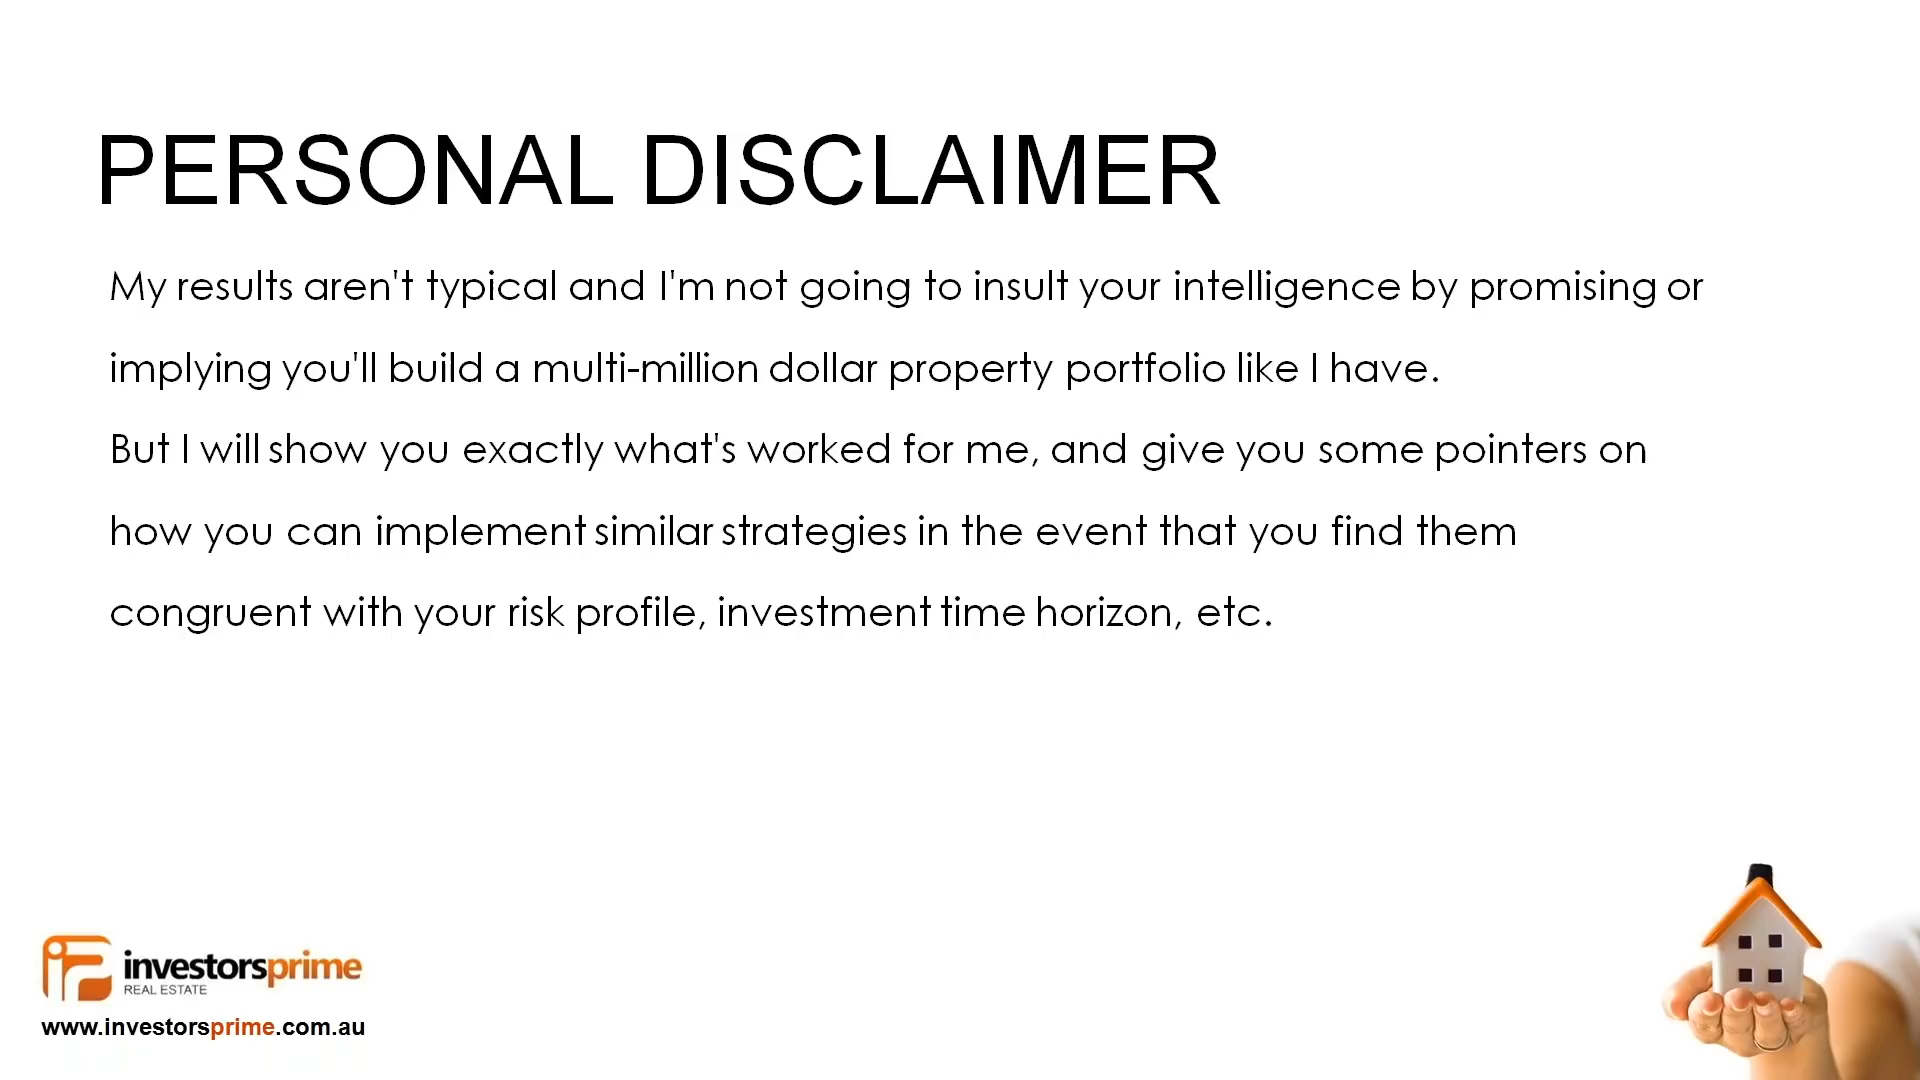 PERSONAL DISCLAIMER
My results aren't typical and I'm not going to insult your intelligence by promising or
implying you'll build a multi-million dollar property portfolio like I have.
But I will show you exactly what's worked for me, and give you some pointers on
how you can implement similar strategies in the event that you find them
congruent with your risk profile, investment time horizon, etc.
investorsprime
REAL ESTATE
www.investorsprime.com.au